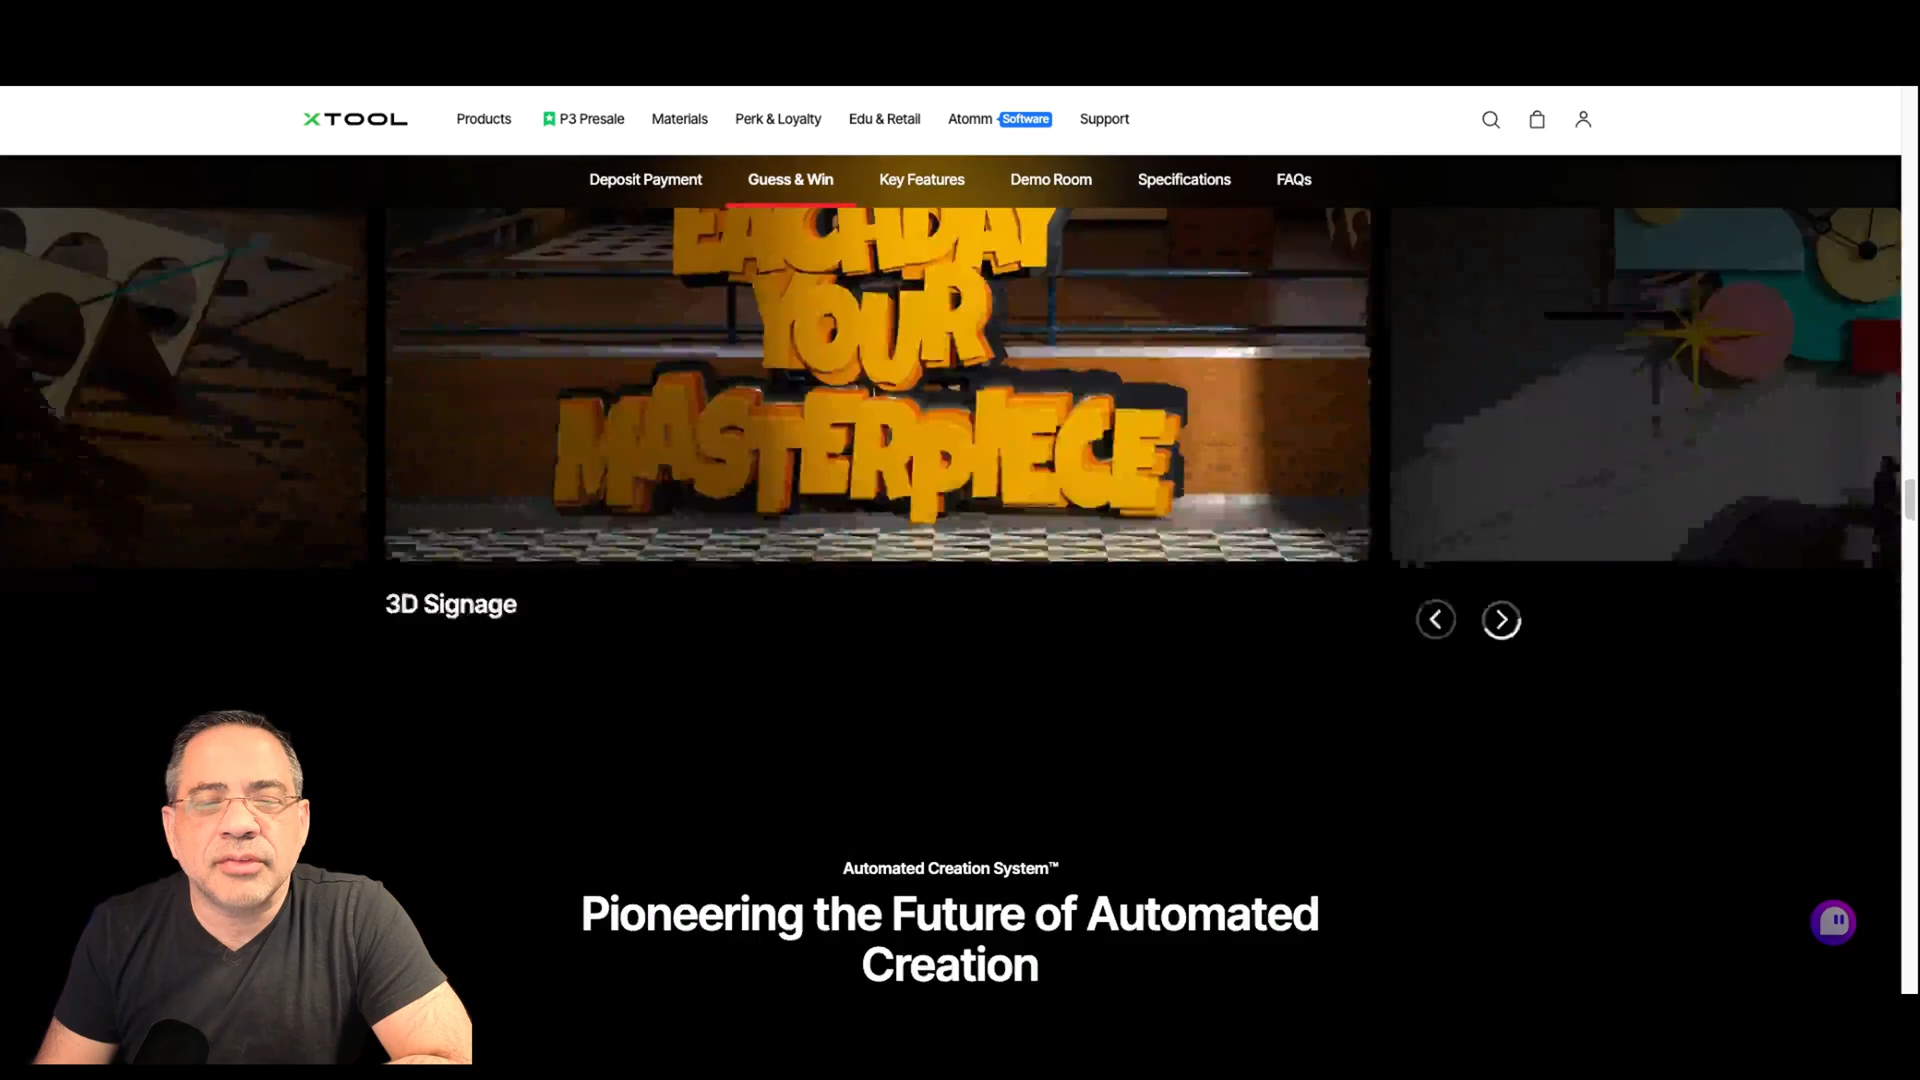 XTOOL
Products P3 Presale Materials Perk & Loyalty Edu & Retail Atomm Software Support
Deposit Payment Guess & Win Key Features Demo Room Specifications FAQs
EACHDAY
YOUR
MASTERPIECE
3D Signage
Automated Creation System™
Pioneering the Future of Automated
Creation